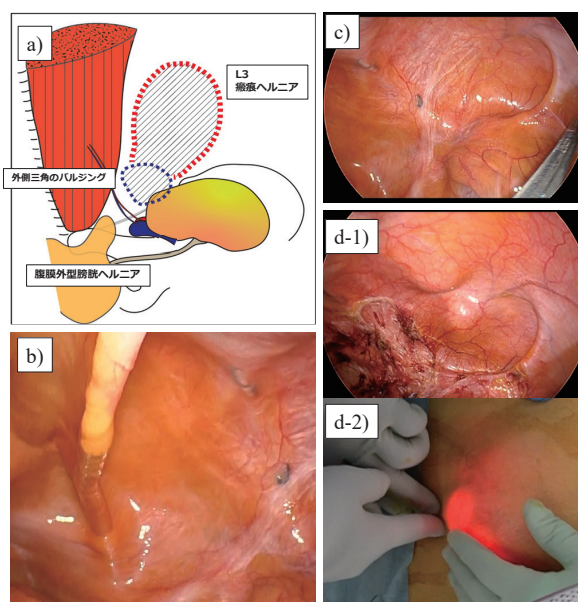 a)
L3
瘢痕ヘルニア
外側三角のバルジング
腹膜外型膀胱ヘルニア
b)
c)
d-1)
d-2)